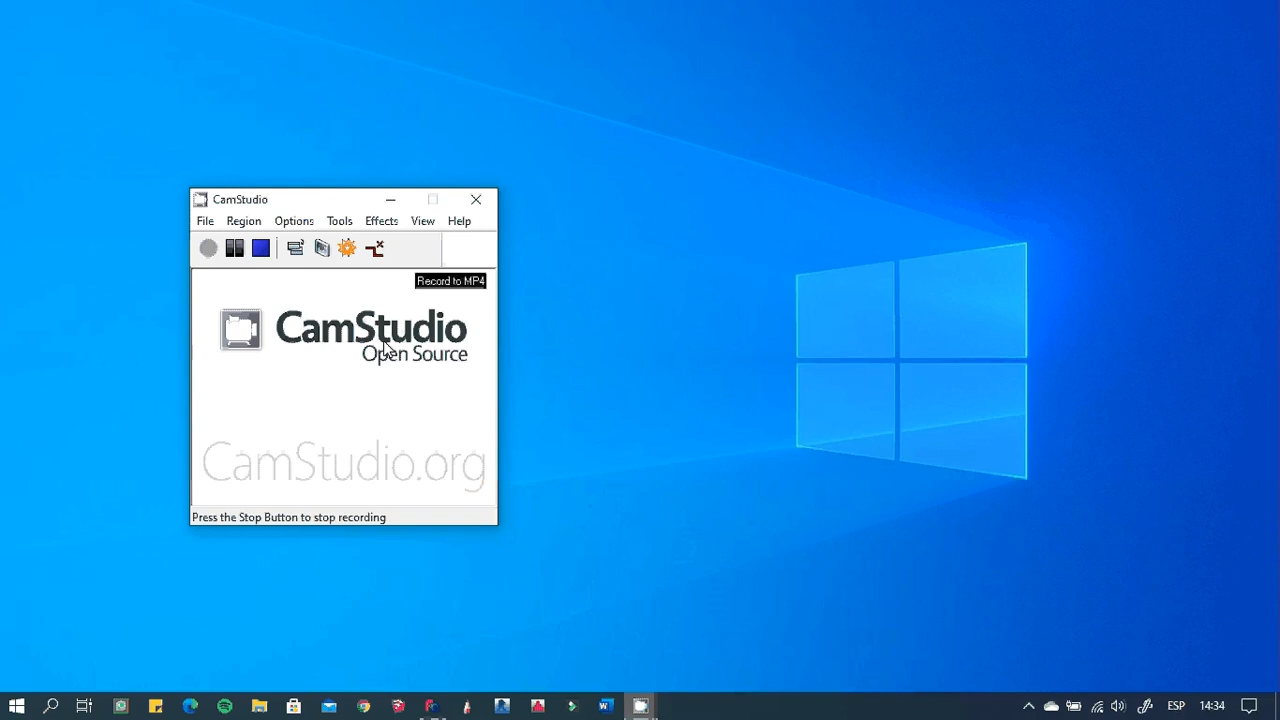 CamStudio
File Region Options Tools Effects View Help
Record to MP4
CamStudio
Open Source
CamStudio.org
Press the Stop Button to stop recording
ESP 14:34